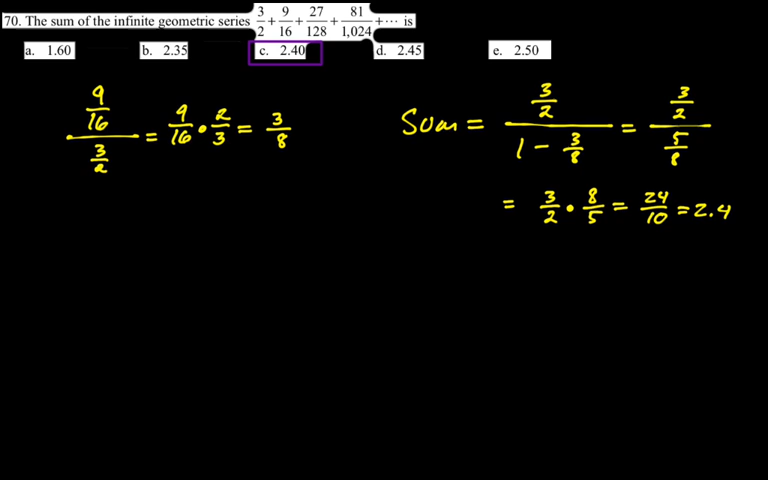 70. The sum of the infinite geometric series 3/2 + 9/16 + 27/128 + 81/1,024 + ⋯ is
a. 1.60 b. 2.35 c. 2.40 d. 2.45 e. 2.50
(9/16)/(3/2) = 9/16 • 2/3 = 3/8
Sum = (3/2)/(1 - 3/8) = (3/2)/(5/8)
= 3/2 • 8/5 = 24/10 = 2.4